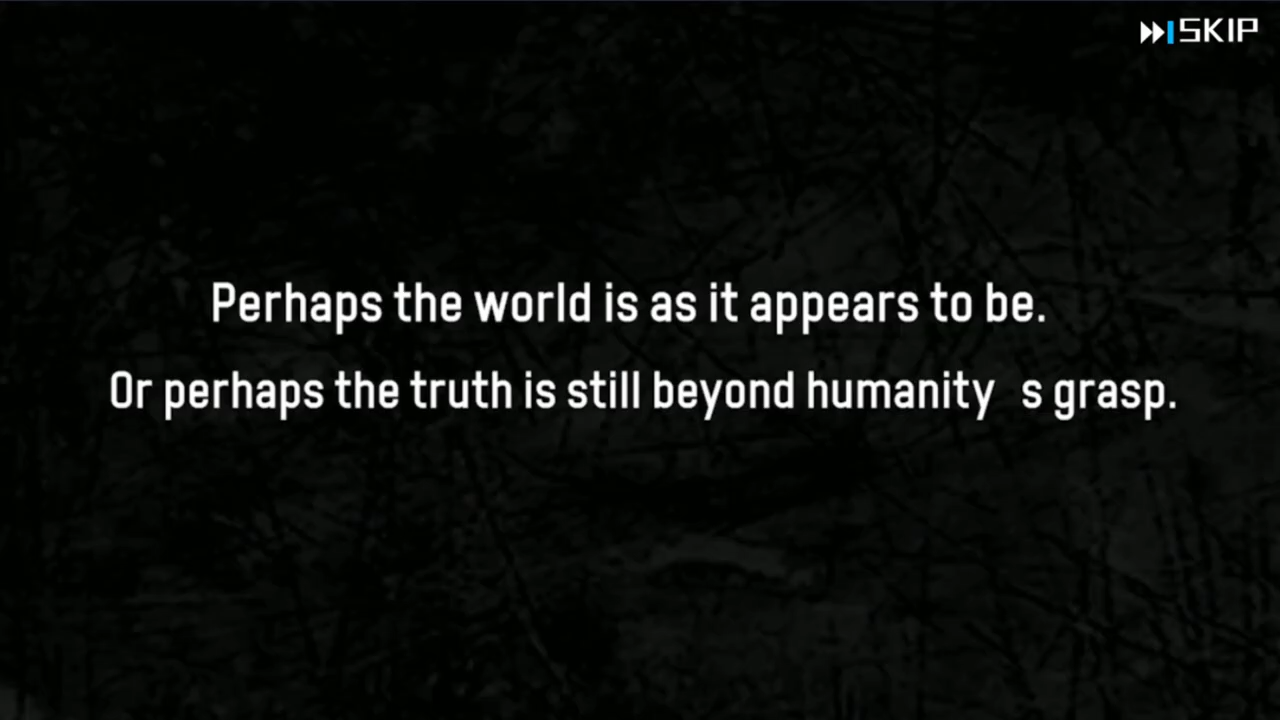 SKIP
Perhaps the world is as it appears to be.
Or perhaps the truth is still beyond humanity s grasp.